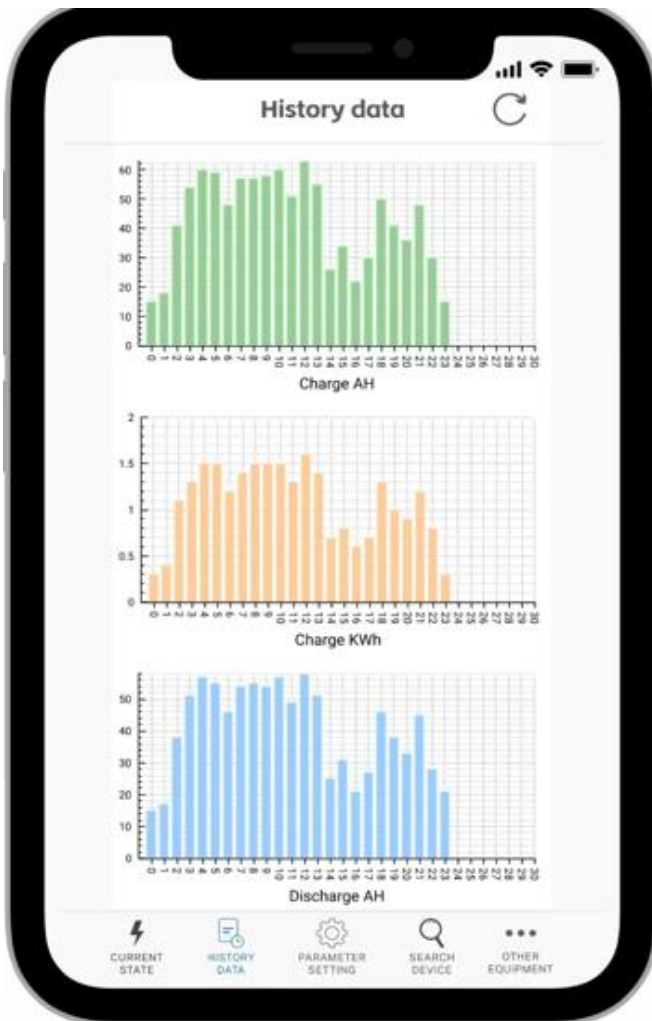 History data
60
50
40
30
20
10
0
0 1 2 3 4 5 6 7 8 9 10 11 12 13 14 15 16 17 18 19 20 21 22 23 24 25 26 27 28 29 30
Charge AH
2
1.5
1
0.5
0
0 1 2 3 4 5 6 7 8 9 10 11 12 13 14 15 16 17 18 19 20 21 22 23 24 25 26 27 28 29 30
Charge KWh
50
40
30
20
10
0
0 1 2 3 4 5 6 7 8 9 10 11 12 13 14 15 16 17 18 19 20 21 22 23 24 25 26 27 28 29 30
Discharge AH
CURRENT HISTORY PARAMETER SEARCH OTHER
STATE DATA SETTING DEVICE EQUIPMENT